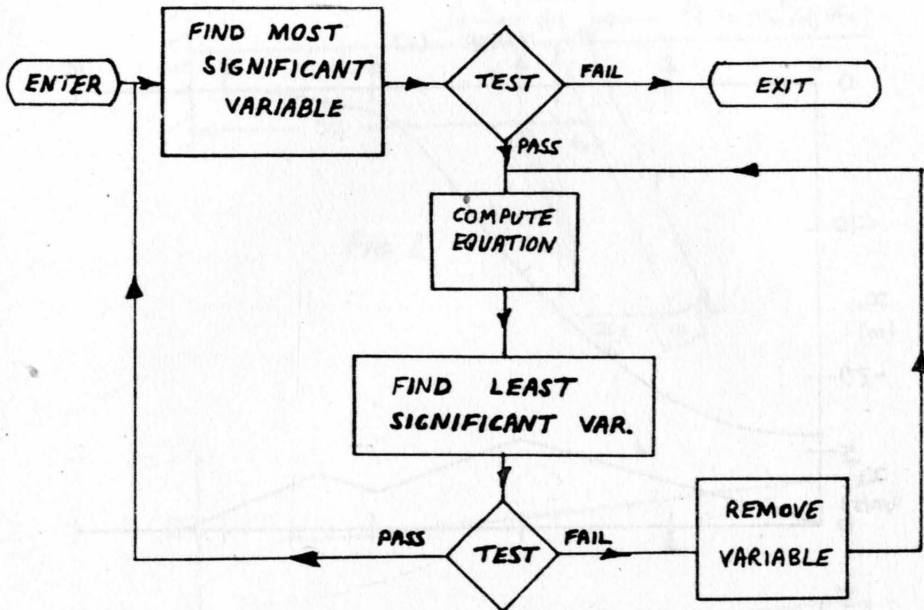 ENTER
FIND MOST
SIGNIFICANT
VARIABLE
TEST
FAIL
EXIT
PASS
COMPUTE
EQUATION
FIND LEAST
SIGNIFICANT VAR.
PASS
TEST
FAIL
REMOVE
VARIABLE